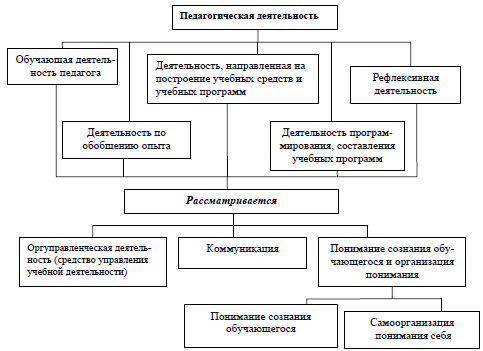 Педагогическая деятельность
Обучающая деятель-
ность педагога
Деятельность, направленная на
построение учебных средств и
учебных программ
Рефлексивная
деятельность
Деятельность по
обобщению опыта
Деятельность програм-
мирования, составления
учебных программ
Рассматривается
Оргуправленческая деятель-
ность (средство управления
учебной деятельности)
Коммуникация
Понимание сознания обу-
чающегося и организация
понимания
Понимание сознания
обучающегося
Самоорганизация
понимания себя